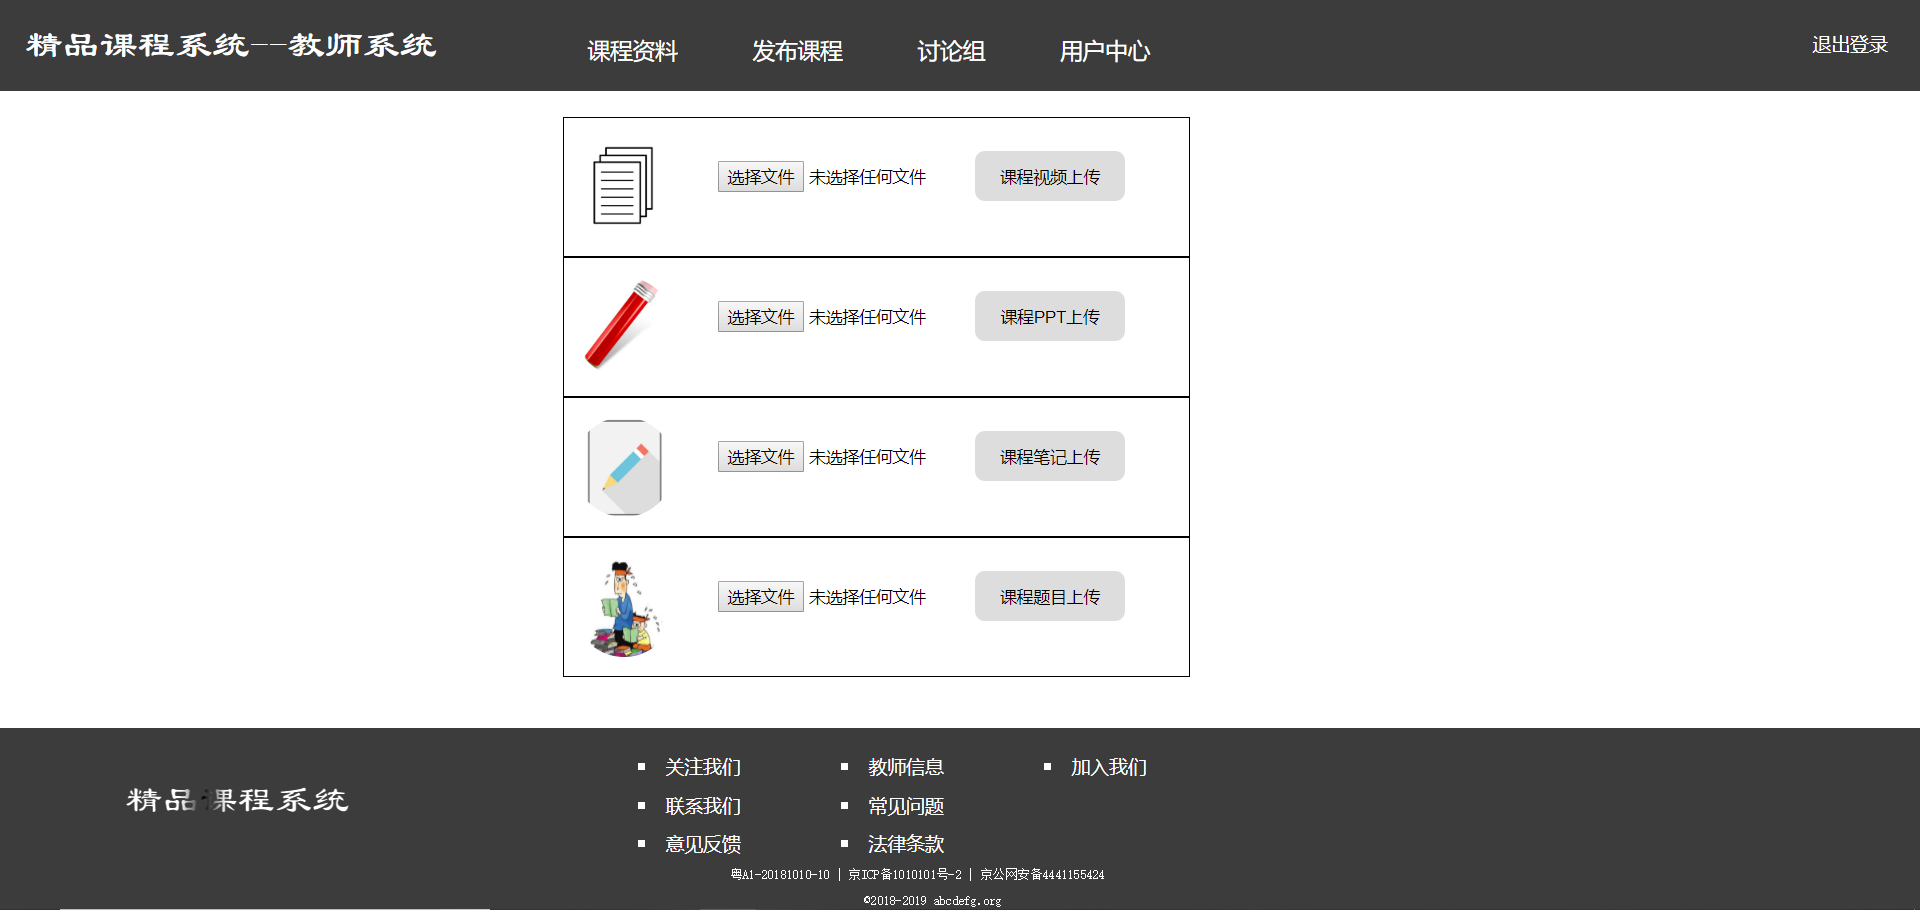 精品课程系统--教师系统 课程资料 发布课程 讨论组 用户中心 退出登录
选择文件 未选择任何文件 课程视频上传
选择文件 未选择任何文件 课程PPT上传
选择文件 未选择任何文件 课程笔记上传
选择文件 未选择任何文件 课程题目上传
关注我们 教师信息 加入我们
精品课程系统
联系我们 常见问题
意见反馈 法律条款
粤A1-20181010-10 | 京ICP备1010101号-2 | 京公网安备4441155424
©2018-2019 abcdefg.org